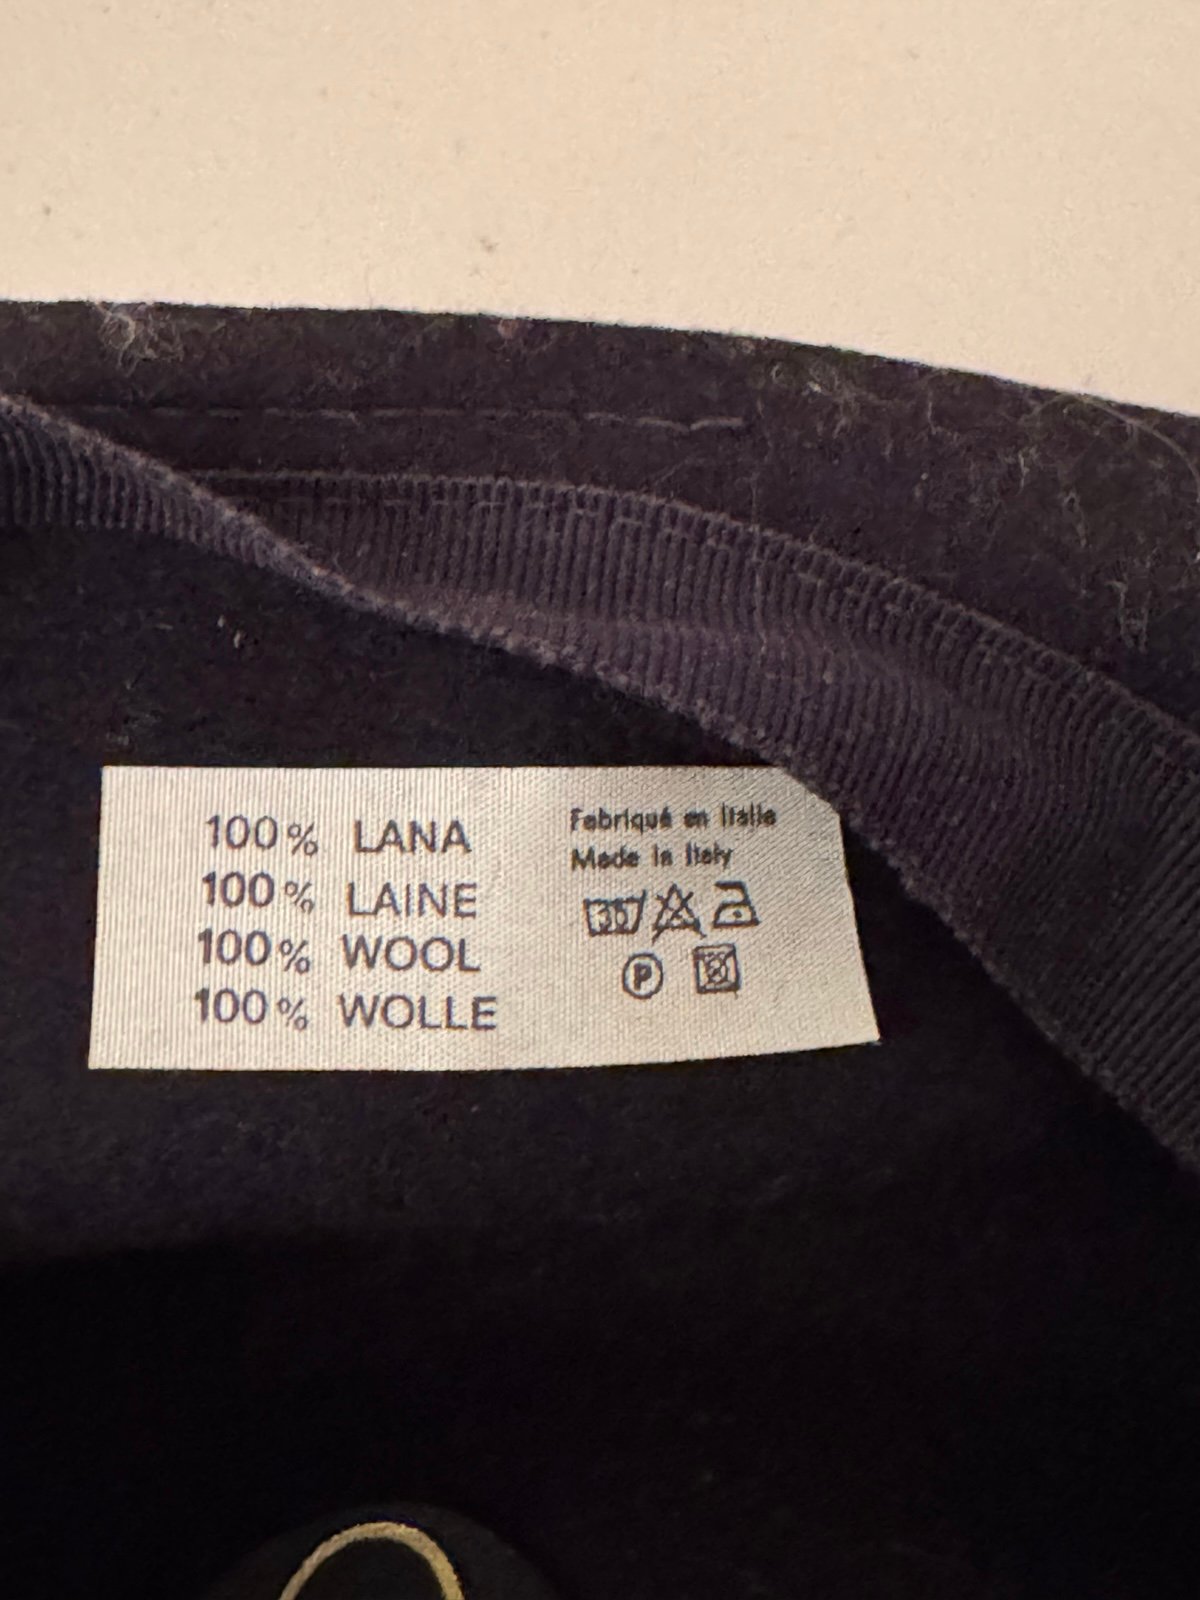 100% LANA
100% LAINE
100% WOOL
100% WOLLE
Fabriqué en Italie
Made in Italy
30
P